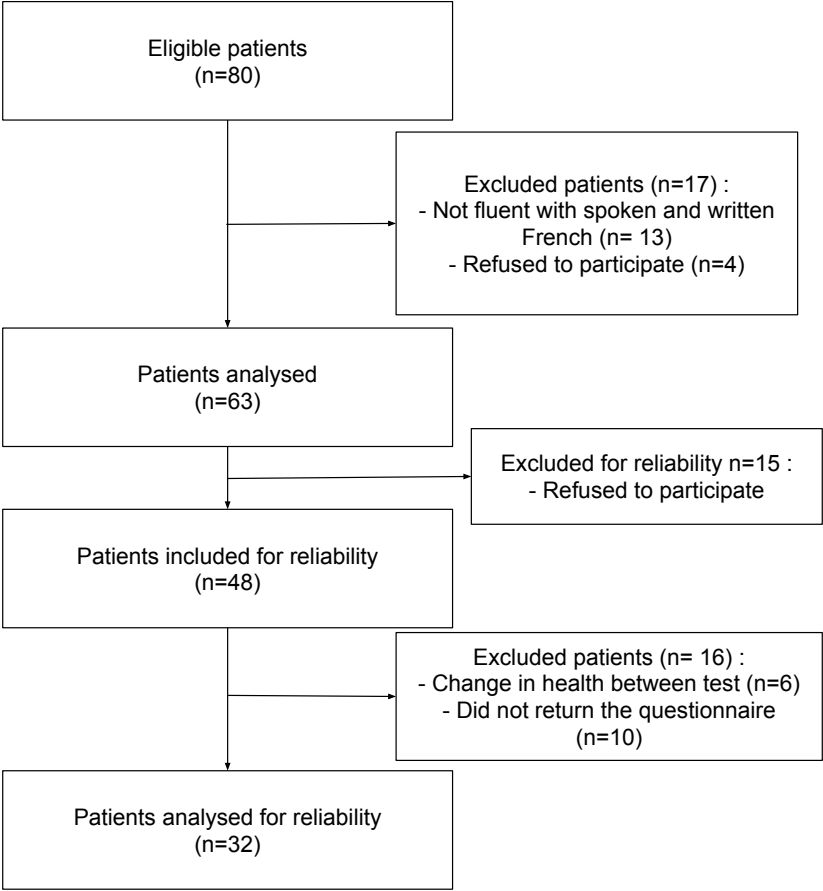 Eligible patients
(n=80)
Excluded patients (n=17) :
- Not fluent with spoken and written
French (n= 13)
- Refused to participate (n=4)
Patients analysed
(n=63)
Excluded for reliability n=15 :
- Refused to participate
Patients included for reliability
(n=48)
Excluded patients (n= 16) :
- Change in health between test (n=6)
- Did not return the questionnaire
(n=10)
Patients analysed for reliability
(n=32)